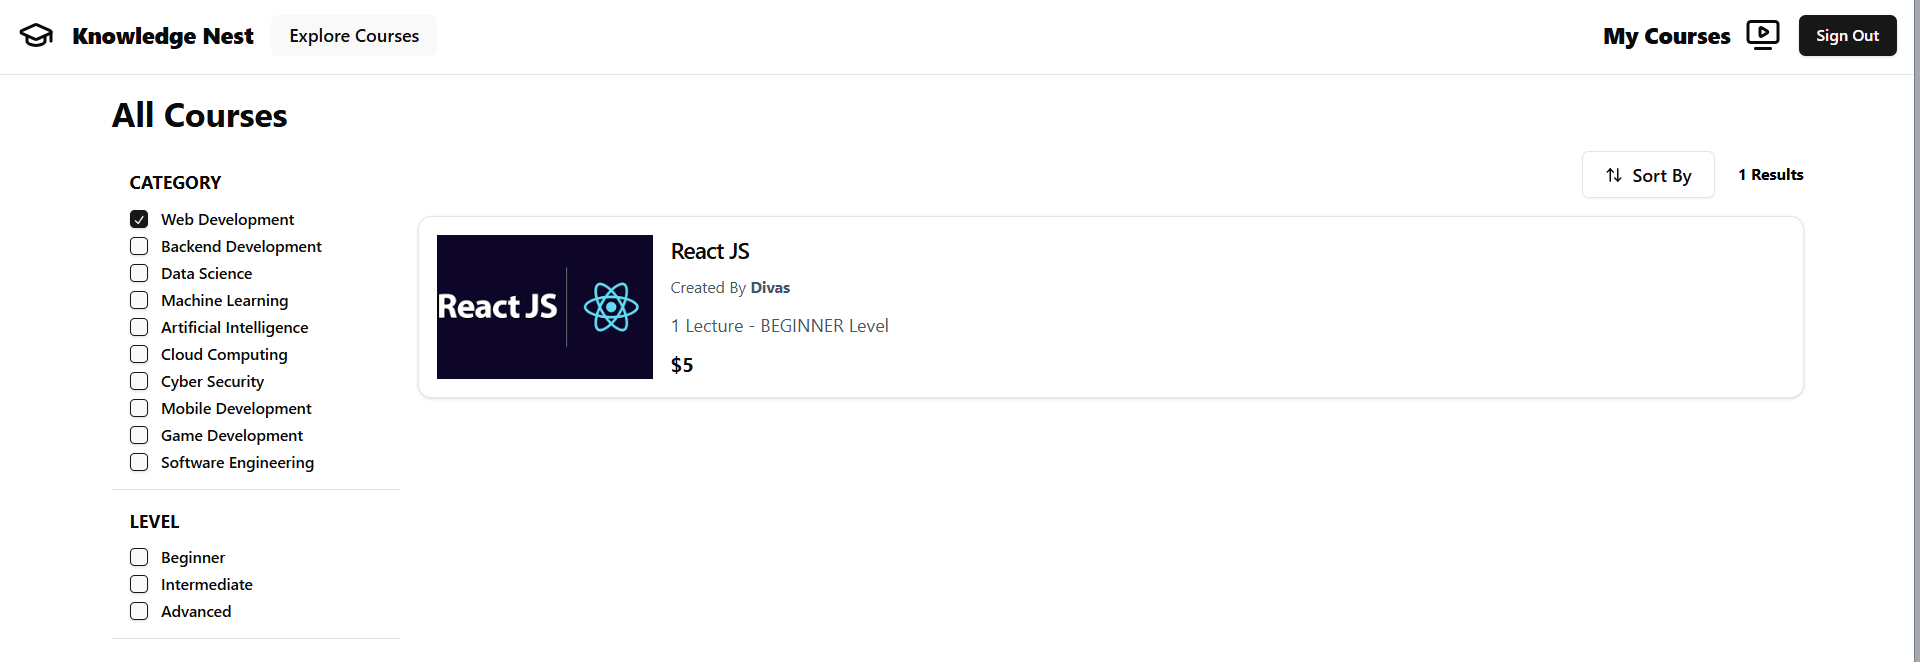 Knowledge Nest
Explore Courses
My Courses
Sign Out
All Courses
Sort By
1 Results
CATEGORY
Web Development
Backend Development
Data Science
Machine Learning
Artificial Intelligence
Cloud Computing
Cyber Security
Mobile Development
Game Development
Software Engineering
LEVEL
Beginner
Intermediate
Advanced
React JS
React JS
Created By Divas
1 Lecture - BEGINNER Level
$5